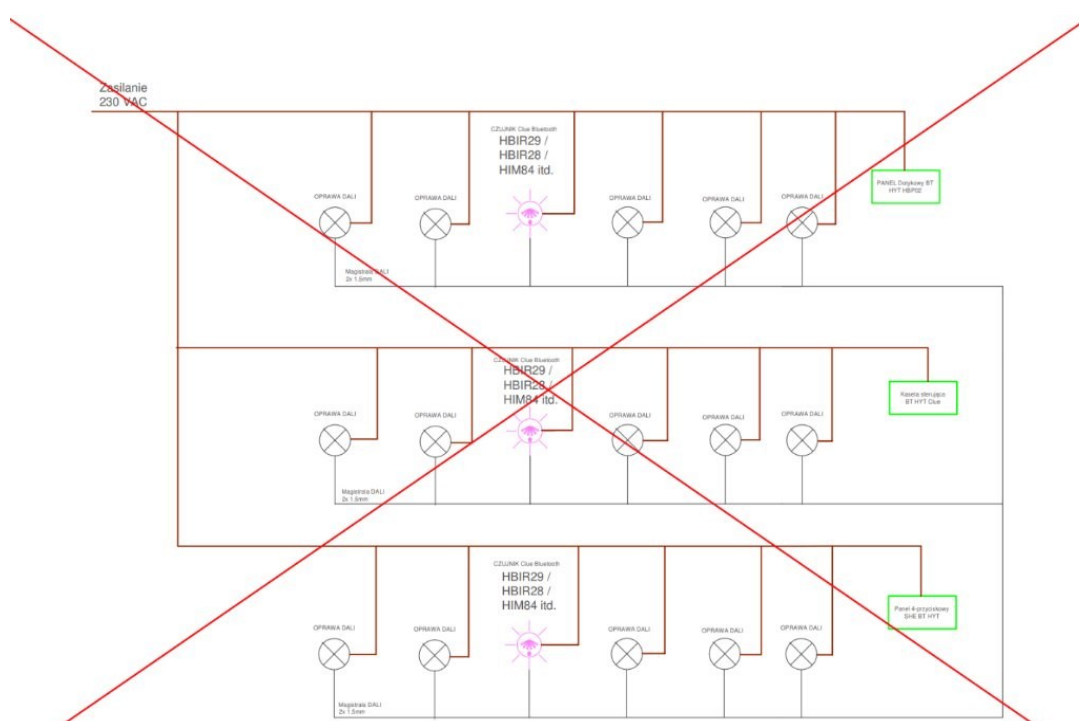 Zasilanie
230 VAC
CZUJNIK Clue Bluetooth
HBIR29 /
HBIR28 /
HIM84 itd.
PANEL Dotykowy BT
HYT HBP02
OPRAWA DALI
OPRAWA DALI
OPRAWA DALI
OPRAWA DALI
OPRAWA DALI
Magistrala DALI
2x 1.5mm
CZUJNIK Clue Bluetooth
HBIR29 /
HBIR28 /
HIM84 itd.
Kaseta sterująca
BT HYT Clue
OPRAWA DALI
OPRAWA DALI
OPRAWA DALI
OPRAWA DALI
OPRAWA DALI
Magistrala DALI
2x 1.5mm
CZUJNIK Clue Bluetooth
HBIR29 /
HBIR28 /
HIM84 itd.
Panel 4-przyciskowy
SHE BT HYT
OPRAWA DALI
OPRAWA DALI
OPRAWA DALI
OPRAWA DALI
OPRAWA DALI
Magistrala DALI
2x 1.5mm